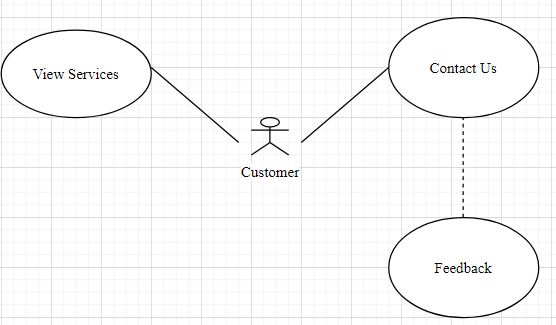 View Services
Contact Us
Customer
Feedback